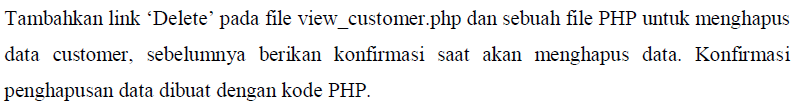 Tambahkan link ‘Delete’ pada file view_customer.php dan sebuah file PHP untuk menghapus
data customer, sebelumnya berikan konfirmasi saat akan menghapus data. Konfirmasi
penghapusan data dibuat dengan kode PHP.